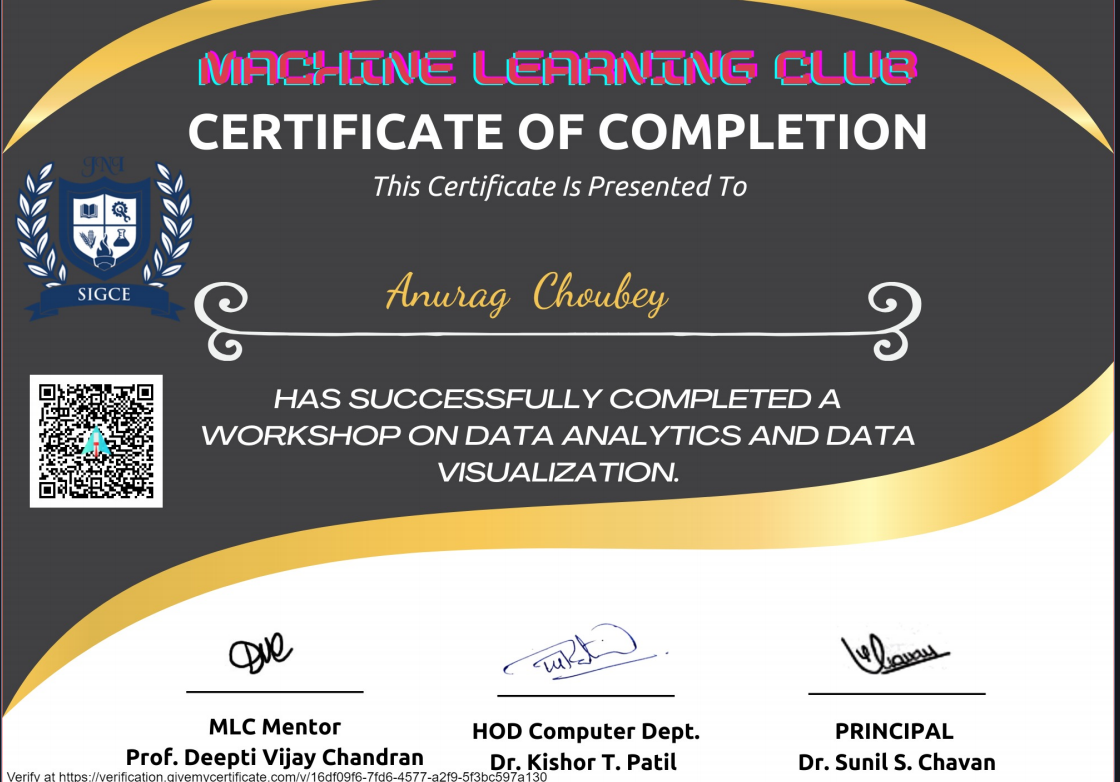 MACHINE LEARNING CLUB
CERTIFICATE OF COMPLETION
This Certificate Is Presented To
SIGCE
Anurag Choubey
HAS SUCCESSFULLY COMPLETED A
WORKSHOP ON DATA ANALYTICS AND DATA
VISUALIZATION.
MLC Mentor
Prof. Deepti Vijay Chandran
HOD Computer Dept.
Dr. Kishor T. Patil
PRINCIPAL
Dr. Sunil S. Chavan
Verify at https://verification.givemycertificate.com/v/16df09f6-7fd6-4577-a2f9-5f3bc597a130